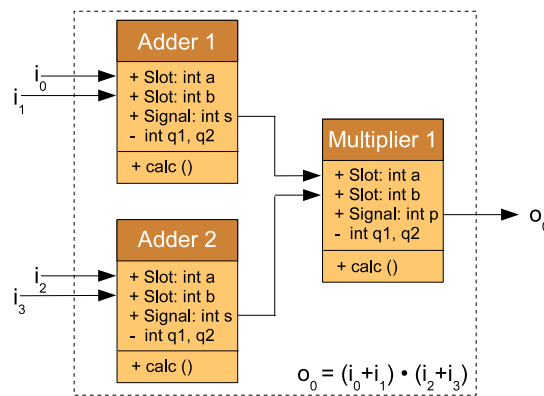 Adder 1
i₀
i₁
+ Slot: int a
+ Slot: int b
+ Signal: int s
- int q1, q2
+ calc ()
Multiplier 1
+ Slot: int a
+ Slot: int b
+ Signal: int p
- int q1, q2
+ calc ()
o₀
Adder 2
i₂
i₃
+ Slot: int a
+ Slot: int b
+ Signal: int s
- int q1, q2
+ calc ()
o₀ = (i₀+i₁) • (i₂+i₃)